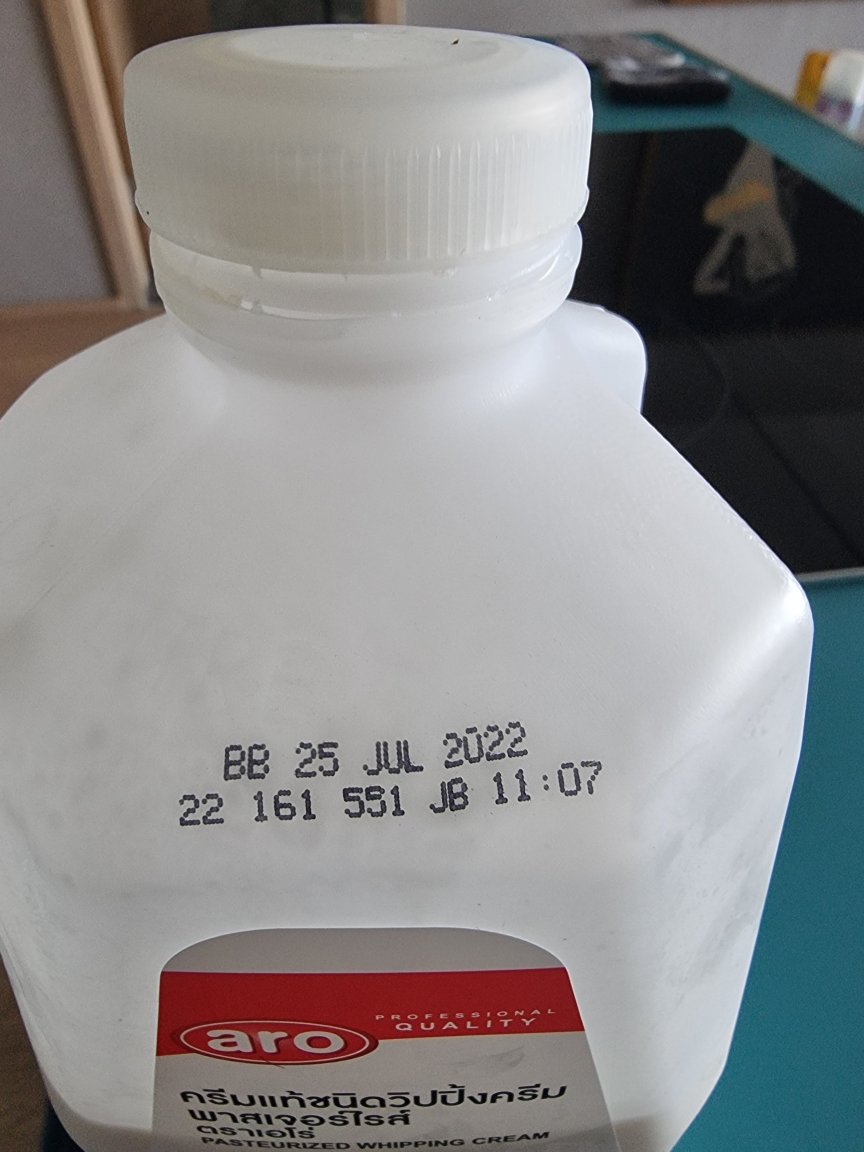 BB 25 JUL 2022
22 161 551 JB 11:07
PROFESSIONAL
QUALITY
aro
ครีมแท้ชนิดวิปปิ้งครีม
พาสเจอร์ไรส์
ตราเอโร่
PASTEURIZED WHIPPING CREAM